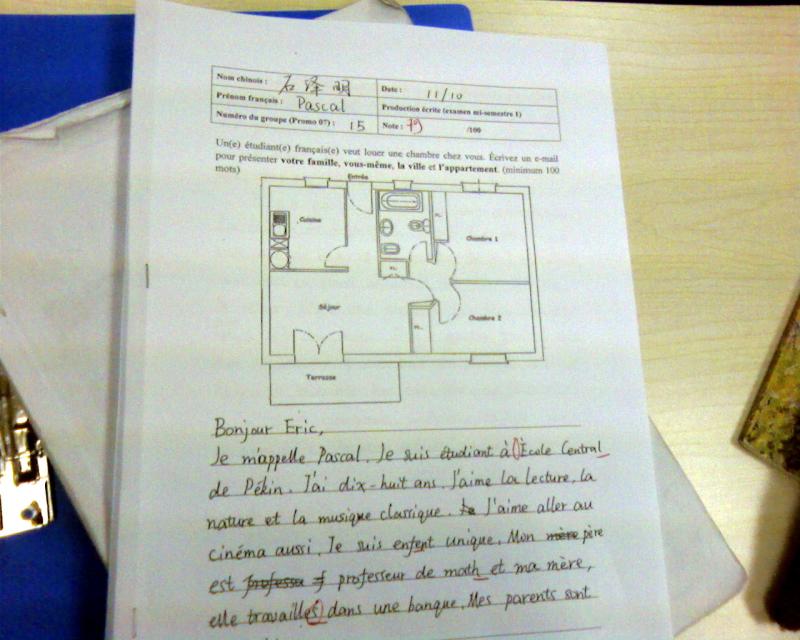 Nom chinois : 石泽明
Date : 11/10
Prénom français : Pascal
Production écrite (examen mi-semestre 1)
Numéro du groupe (Promo 07) : 15
Note : 79 /100
Un(e) étudiant(e) français(e) veut louer une chambre chez vous. Écrivez un e-mail
pour présenter votre famille, vous-même, la ville et l'appartement. (minimum 100
mots)
Entrée
Cuisine
PL.
Chambre 1
PL.
Séjour
PL.
Chambre 2
Terrasse
Bonjour Eric,
Je m'appelle Pascal. Je suis étudiant à École Central
de Pékin. J'ai dix-huit ans. J'aime la lecture, la
nature et la musique classique. J'aime aller au
cinéma aussi. Je suis enfent unique. Mon mère père
est professeu f professeur de math et ma mère,
elle travailles dans une banque. Mes parents sont